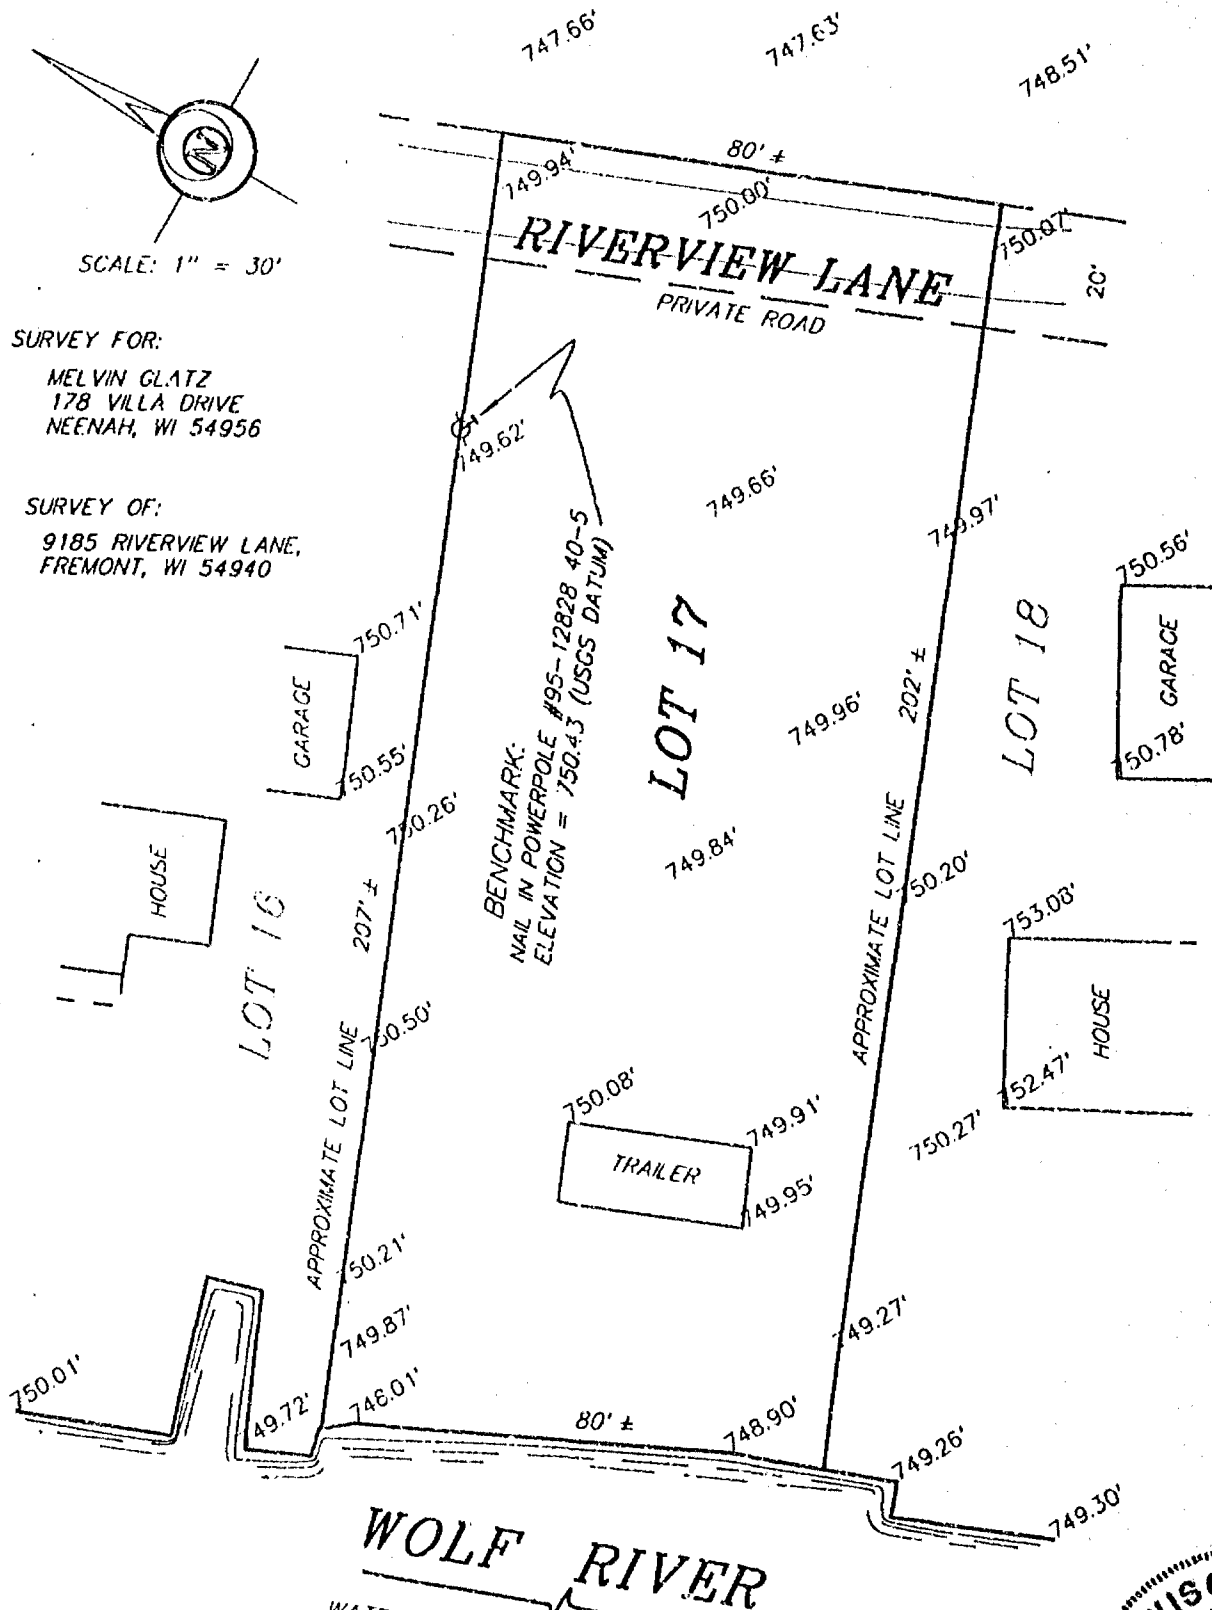 747.66'
747.63'
748.51'
N
SCALE: 1" = 30'
80' ±
749.94'
750.00'
750.07'
RIVERVIEW LANE
PRIVATE ROAD
20'
SURVEY FOR:
MELVIN GLATZ
178 VILLA DRIVE
NEENAH, WI 54956
SURVEY OF:
9185 RIVERVIEW LANE,
FREMONT, WI 54940
749.62'
749.66'
749.97'
750.56'
GARAGE
750.78'
750.71'
GARAGE
750.55'
750.26'
BENCHMARK:
NAIL IN POWERPOLE #95-12828 40-5
ELEVATION = 750.43 (USGS DATUM)
LOT 17
749.96'
749.84'
202' ±
APPROXIMATE LOT LINE
LOT 18
50.20'
753.08'
HOUSE
752.47'
750.27'
HOUSE
LOT 16
207' ±
APPROXIMATE LOT LINE
750.50'
750.08'
749.91'
TRAILER
749.95'
50.21'
749.87'
49.27'
750.01'
49.72'
80' ±
748.90'
749.26'
749.30'
WOLF RIVER